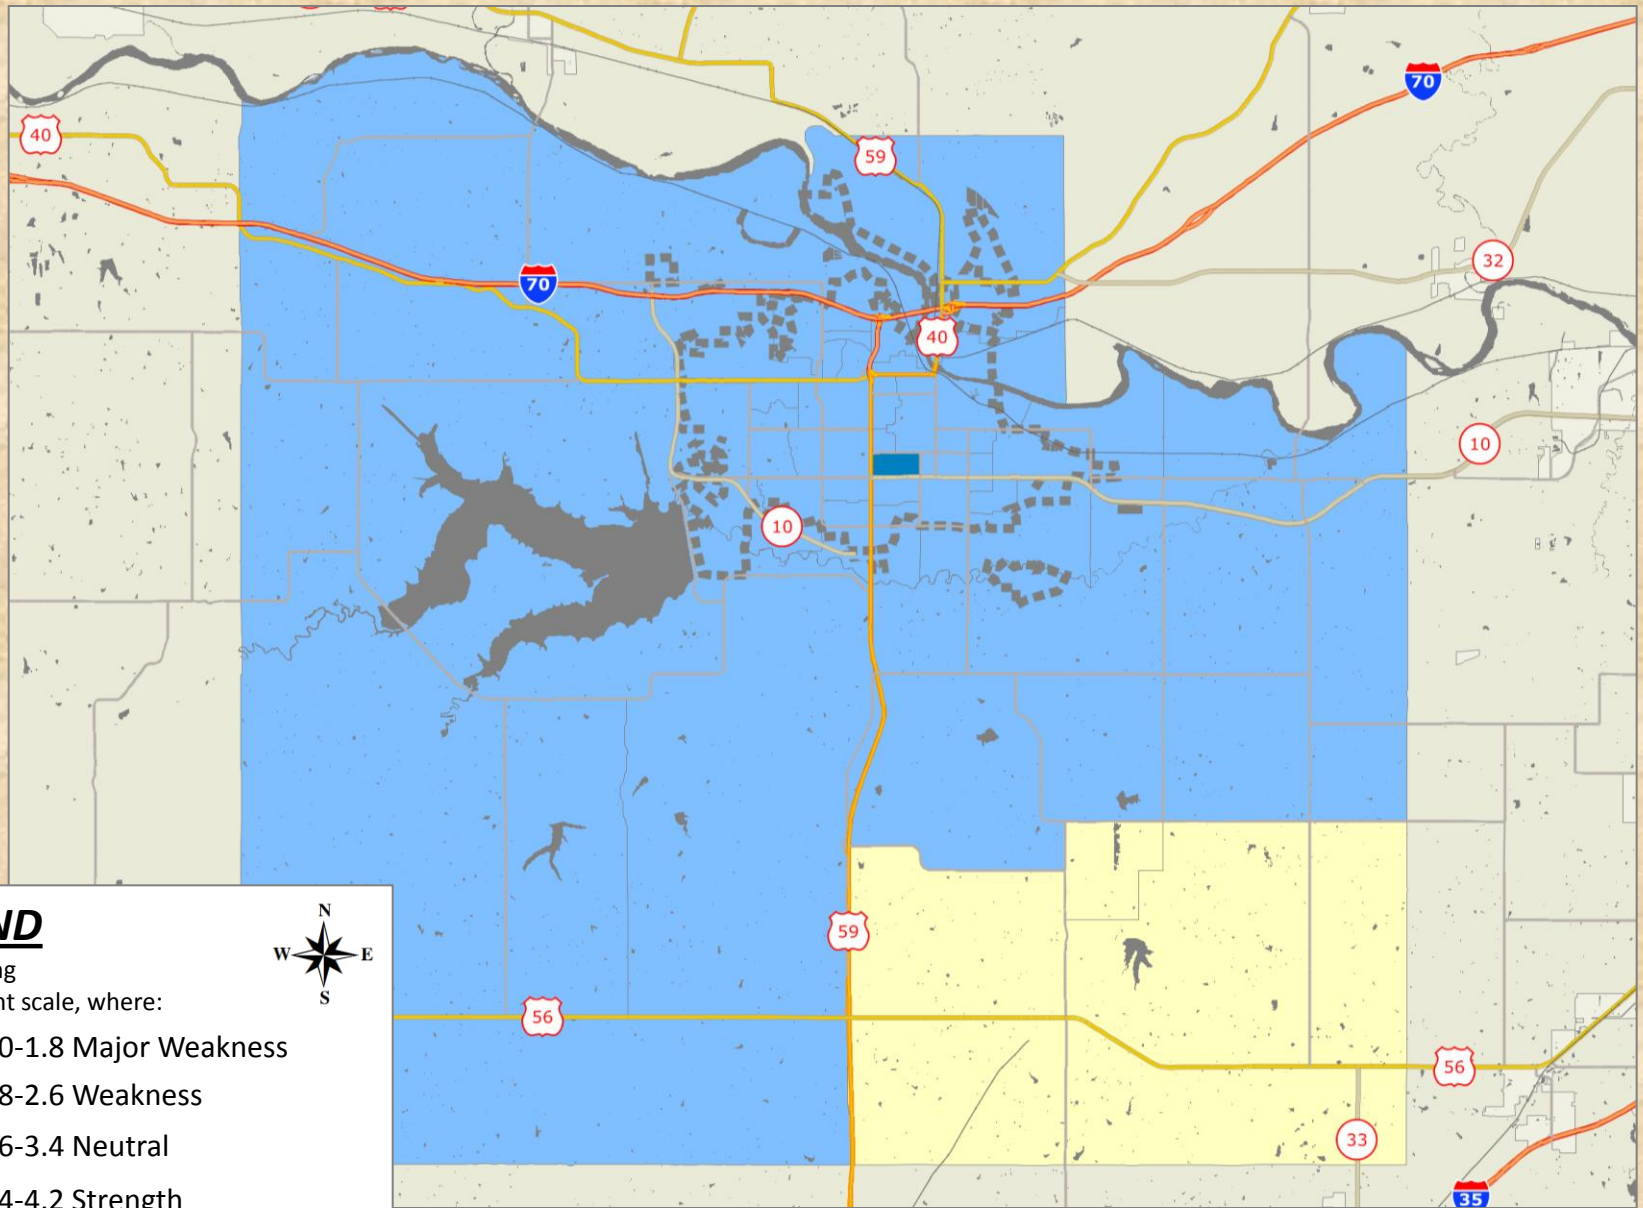 70
40
59
32
70
40
10
10
59
56
56
33
35
ND
N
W E
S
ng
nt scale, where:
0-1.8 Major Weakness
8-2.6 Weakness
6-3.4 Neutral
4-4.2 Strength